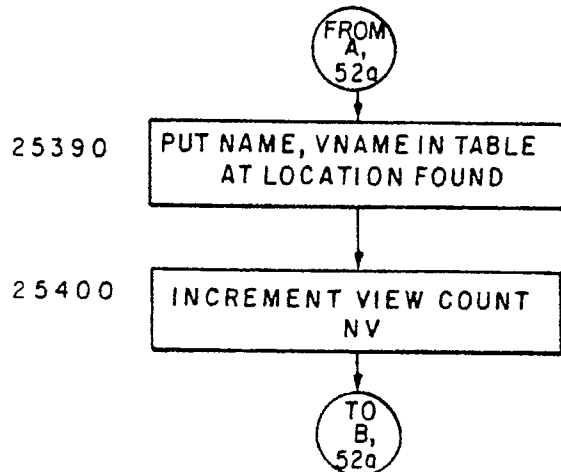 FROM
A,
52a
25390
PUT NAME, VNAME IN TABLE
AT LOCATION FOUND
25400
INCREMENT VIEW COUNT
NV
TO
B,
52a